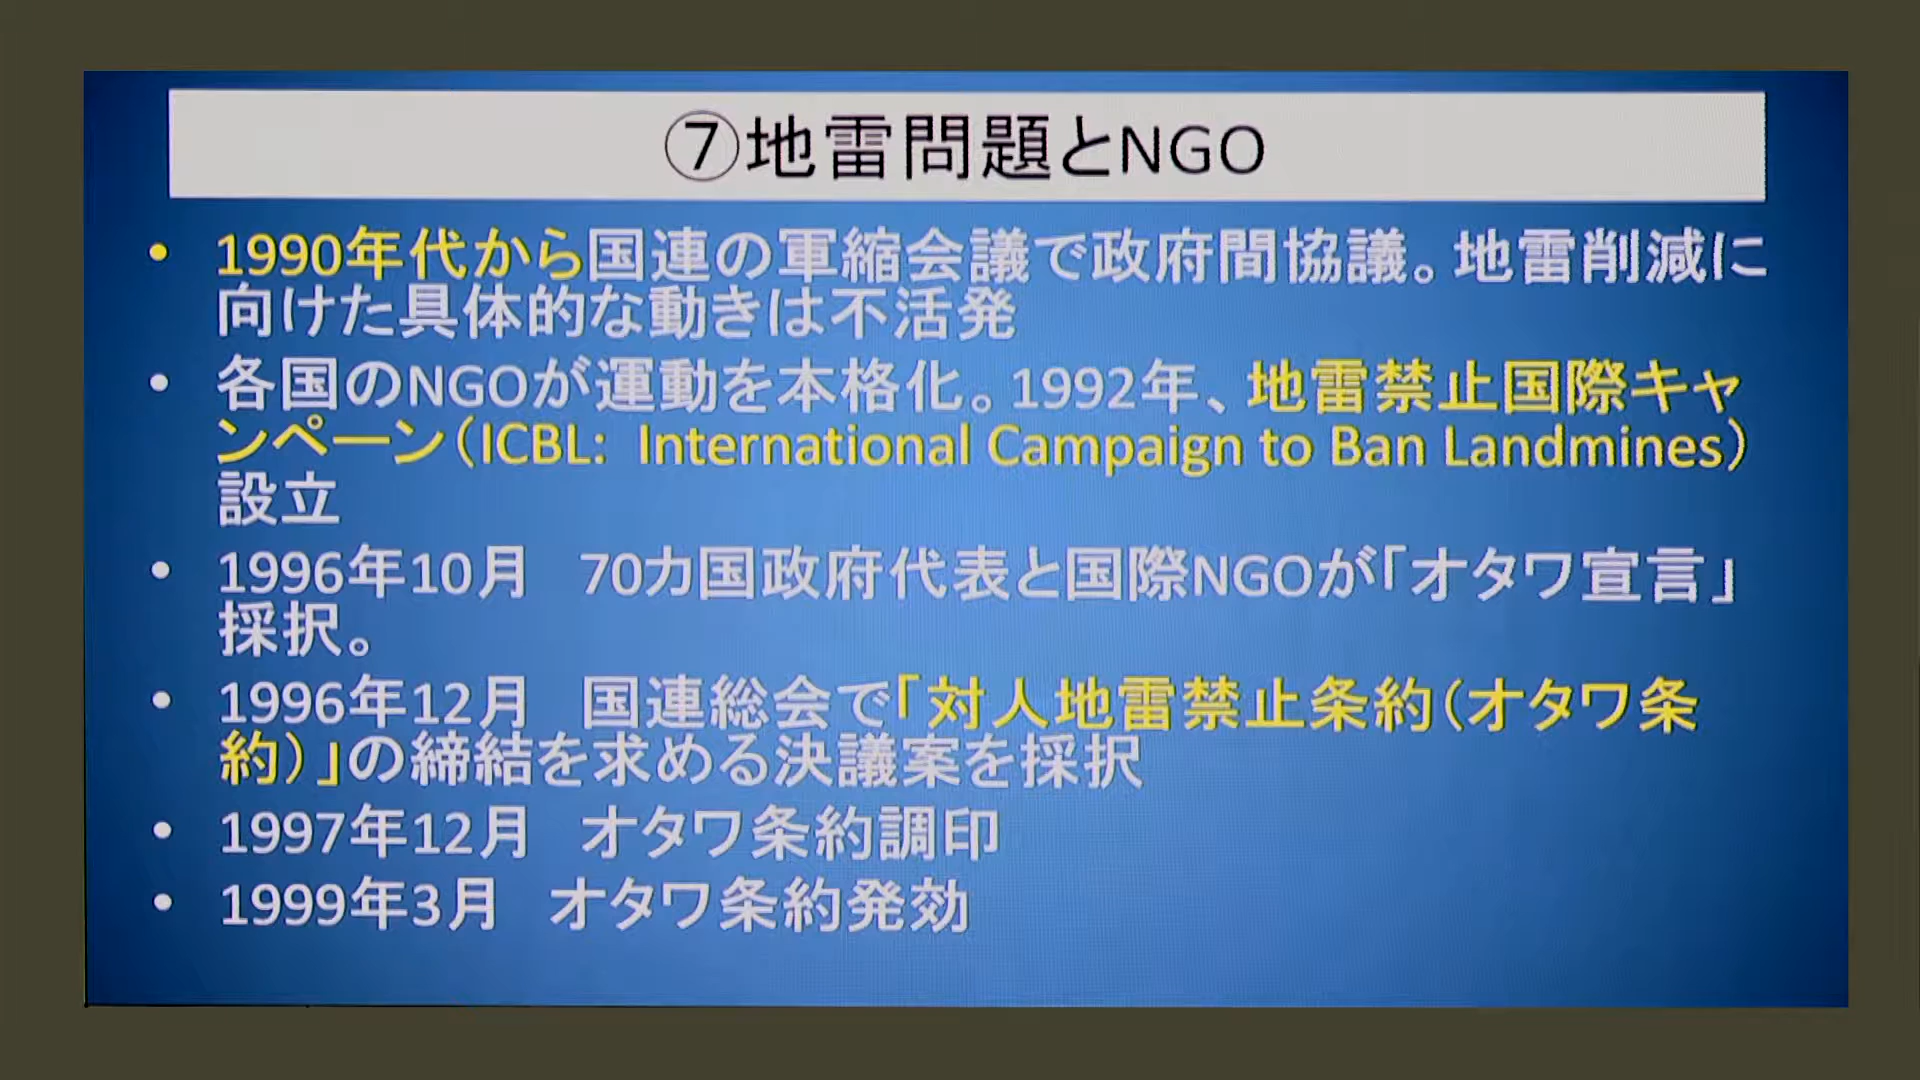 ⑦地雷問題とNGO
• 1990年代から国連の軍縮会議で政府間協議。地雷削減に
向けた具体的な動きは不活発
• 各国のNGOが運動を本格化。1992年、地雷禁止国際キャ
ンペーン（ICBL: International Campaign to Ban Landmines）
設立
• 1996年10月　70カ国政府代表と国際NGOが「オタワ宣言」
採択。
• 1996年12月　国連総会で「対人地雷禁止条約（オタワ条
約）」の締結を求める決議案を採択
• 1997年12月　オタワ条約調印
• 1999年3月　オタワ条約発効